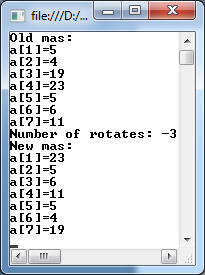 file:///D:/...
Old mas:
a[1]=5
a[2]=4
a[3]=19
a[4]=23
a[5]=5
a[6]=6
a[7]=11
Number of rotates: -3
New mas:
a[1]=23
a[2]=5
a[3]=6
a[4]=11
a[5]=5
a[6]=4
a[7]=19